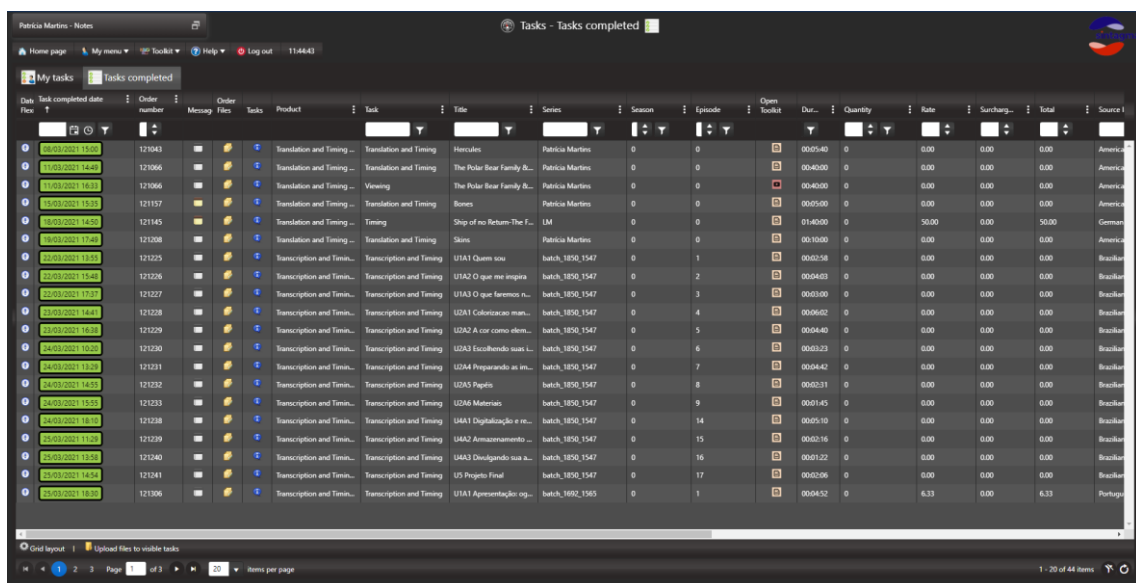 Patrícia Martins - Notes
Tasks - Tasks completed
Home page My menu Toolkit Help Log out 11:44:43
My tasks Tasks completed
Date Flex Task completed date Order number Messag Order Files Tasks Product Task Title Series Season Episode Open Toolkit Dur... Quantity Rate Surcharg... Total Source l
08/03/2021 15:00 121043 Translation and Timing ... Translation and Timing Hercules Patrícia Martins 0 0 00:05:40 0 0.00 0.00 0.00 America
11/03/2021 14:49 121066 Translation and Timing ... Translation and Timing The Polar Bear Family &... Patrícia Martins 0 0 00:40:00 0 0.00 0.00 0.00 America
11/03/2021 16:33 121066 Translation and Timing ... Viewing The Polar Bear Family &... Patrícia Martins 0 0 00:40:00 0 0.00 0.00 0.00 America
15/03/2021 15:35 121157 Translation and Timing ... Translation and Timing Bones Patrícia Martins 0 0 00:05:00 0 0.00 0.00 0.00 America
18/03/2021 14:50 121145 Translation and Timing ... Timing Ship of no Return-The F... LM 0 0 01:40:00 0 50.00 0.00 50.00 German
19/03/2021 17:49 121208 Translation and Timing ... Translation and Timing Skins Patrícia Martins 0 0 00:10:00 0 0.00 0.00 0.00 America
22/03/2021 13:55 121225 Transcription and Timin... Transcription and Timing U1A1 Quem sou batch_1850_1547 0 1 00:02:58 0 0.00 0.00 0.00 Brazilian
22/03/2021 15:48 121226 Transcription and Timin... Transcription and Timing U1A2 O que me inspira batch_1850_1547 0 2 00:04:03 0 0.00 0.00 0.00 Brazilian
22/03/2021 17:37 121227 Transcription and Timin... Transcription and Timing U1A3 O que faremos n... batch_1850_1547 0 3 00:03:00 0 0.00 0.00 0.00 Brazilian
23/03/2021 14:41 121228 Transcription and Timin... Transcription and Timing U2A1 Colorizacao man... batch_1850_1547 0 4 00:06:02 0 0.00 0.00 0.00 Brazilian
23/03/2021 16:38 121229 Transcription and Timin... Transcription and Timing U2A2 A cor como elem... batch_1850_1547 0 5 00:04:40 0 0.00 0.00 0.00 Brazilian
24/03/2021 10:20 121230 Transcription and Timin... Transcription and Timing U2A3 Escolhendo suas i... batch_1850_1547 0 6 00:03:23 0 0.00 0.00 0.00 Brazilian
24/03/2021 13:29 121231 Transcription and Timin... Transcription and Timing U2A4 Preparando as im... batch_1850_1547 0 7 00:04:42 0 0.00 0.00 0.00 Brazilian
24/03/2021 14:55 121232 Transcription and Timin... Transcription and Timing U2A5 Papéis batch_1850_1547 0 8 00:02:31 0 0.00 0.00 0.00 Brazilian
24/03/2021 15:55 121233 Transcription and Timin... Transcription and Timing U2A6 Materiais batch_1850_1547 0 9 00:01:45 0 0.00 0.00 0.00 Brazilian
24/03/2021 18:10 121238 Transcription and Timin... Transcription and Timing U4A1 Digitalização e re... batch_1850_1547 0 14 00:05:10 0 0.00 0.00 0.00 Brazilian
25/03/2021 11:29 121239 Transcription and Timin... Transcription and Timing U4A2 Armazenamento ... batch_1850_1547 0 15 00:02:16 0 0.00 0.00 0.00 Brazilian
25/03/2021 13:58 121240 Transcription and Timin... Transcription and Timing U4A3 Divulgando sua a... batch_1850_1547 0 16 00:01:22 0 0.00 0.00 0.00 Brazilian
25/03/2021 14:54 121241 Transcription and Timin... Transcription and Timing U5 Projeto Final batch_1850_1547 0 17 00:02:06 0 0.00 0.00 0.00 Brazilian
25/03/2021 18:30 121306 Transcription and Timin... Transcription and Timing U1A1 Apresentação: og... batch_1692_1565 0 1 00:04:52 0 6.33 0.00 6.33 Portugu
Grid layout | Upload files to visible tasks
1 2 3 Page 1 of 3 20 items per page 1 - 20 of 44 items